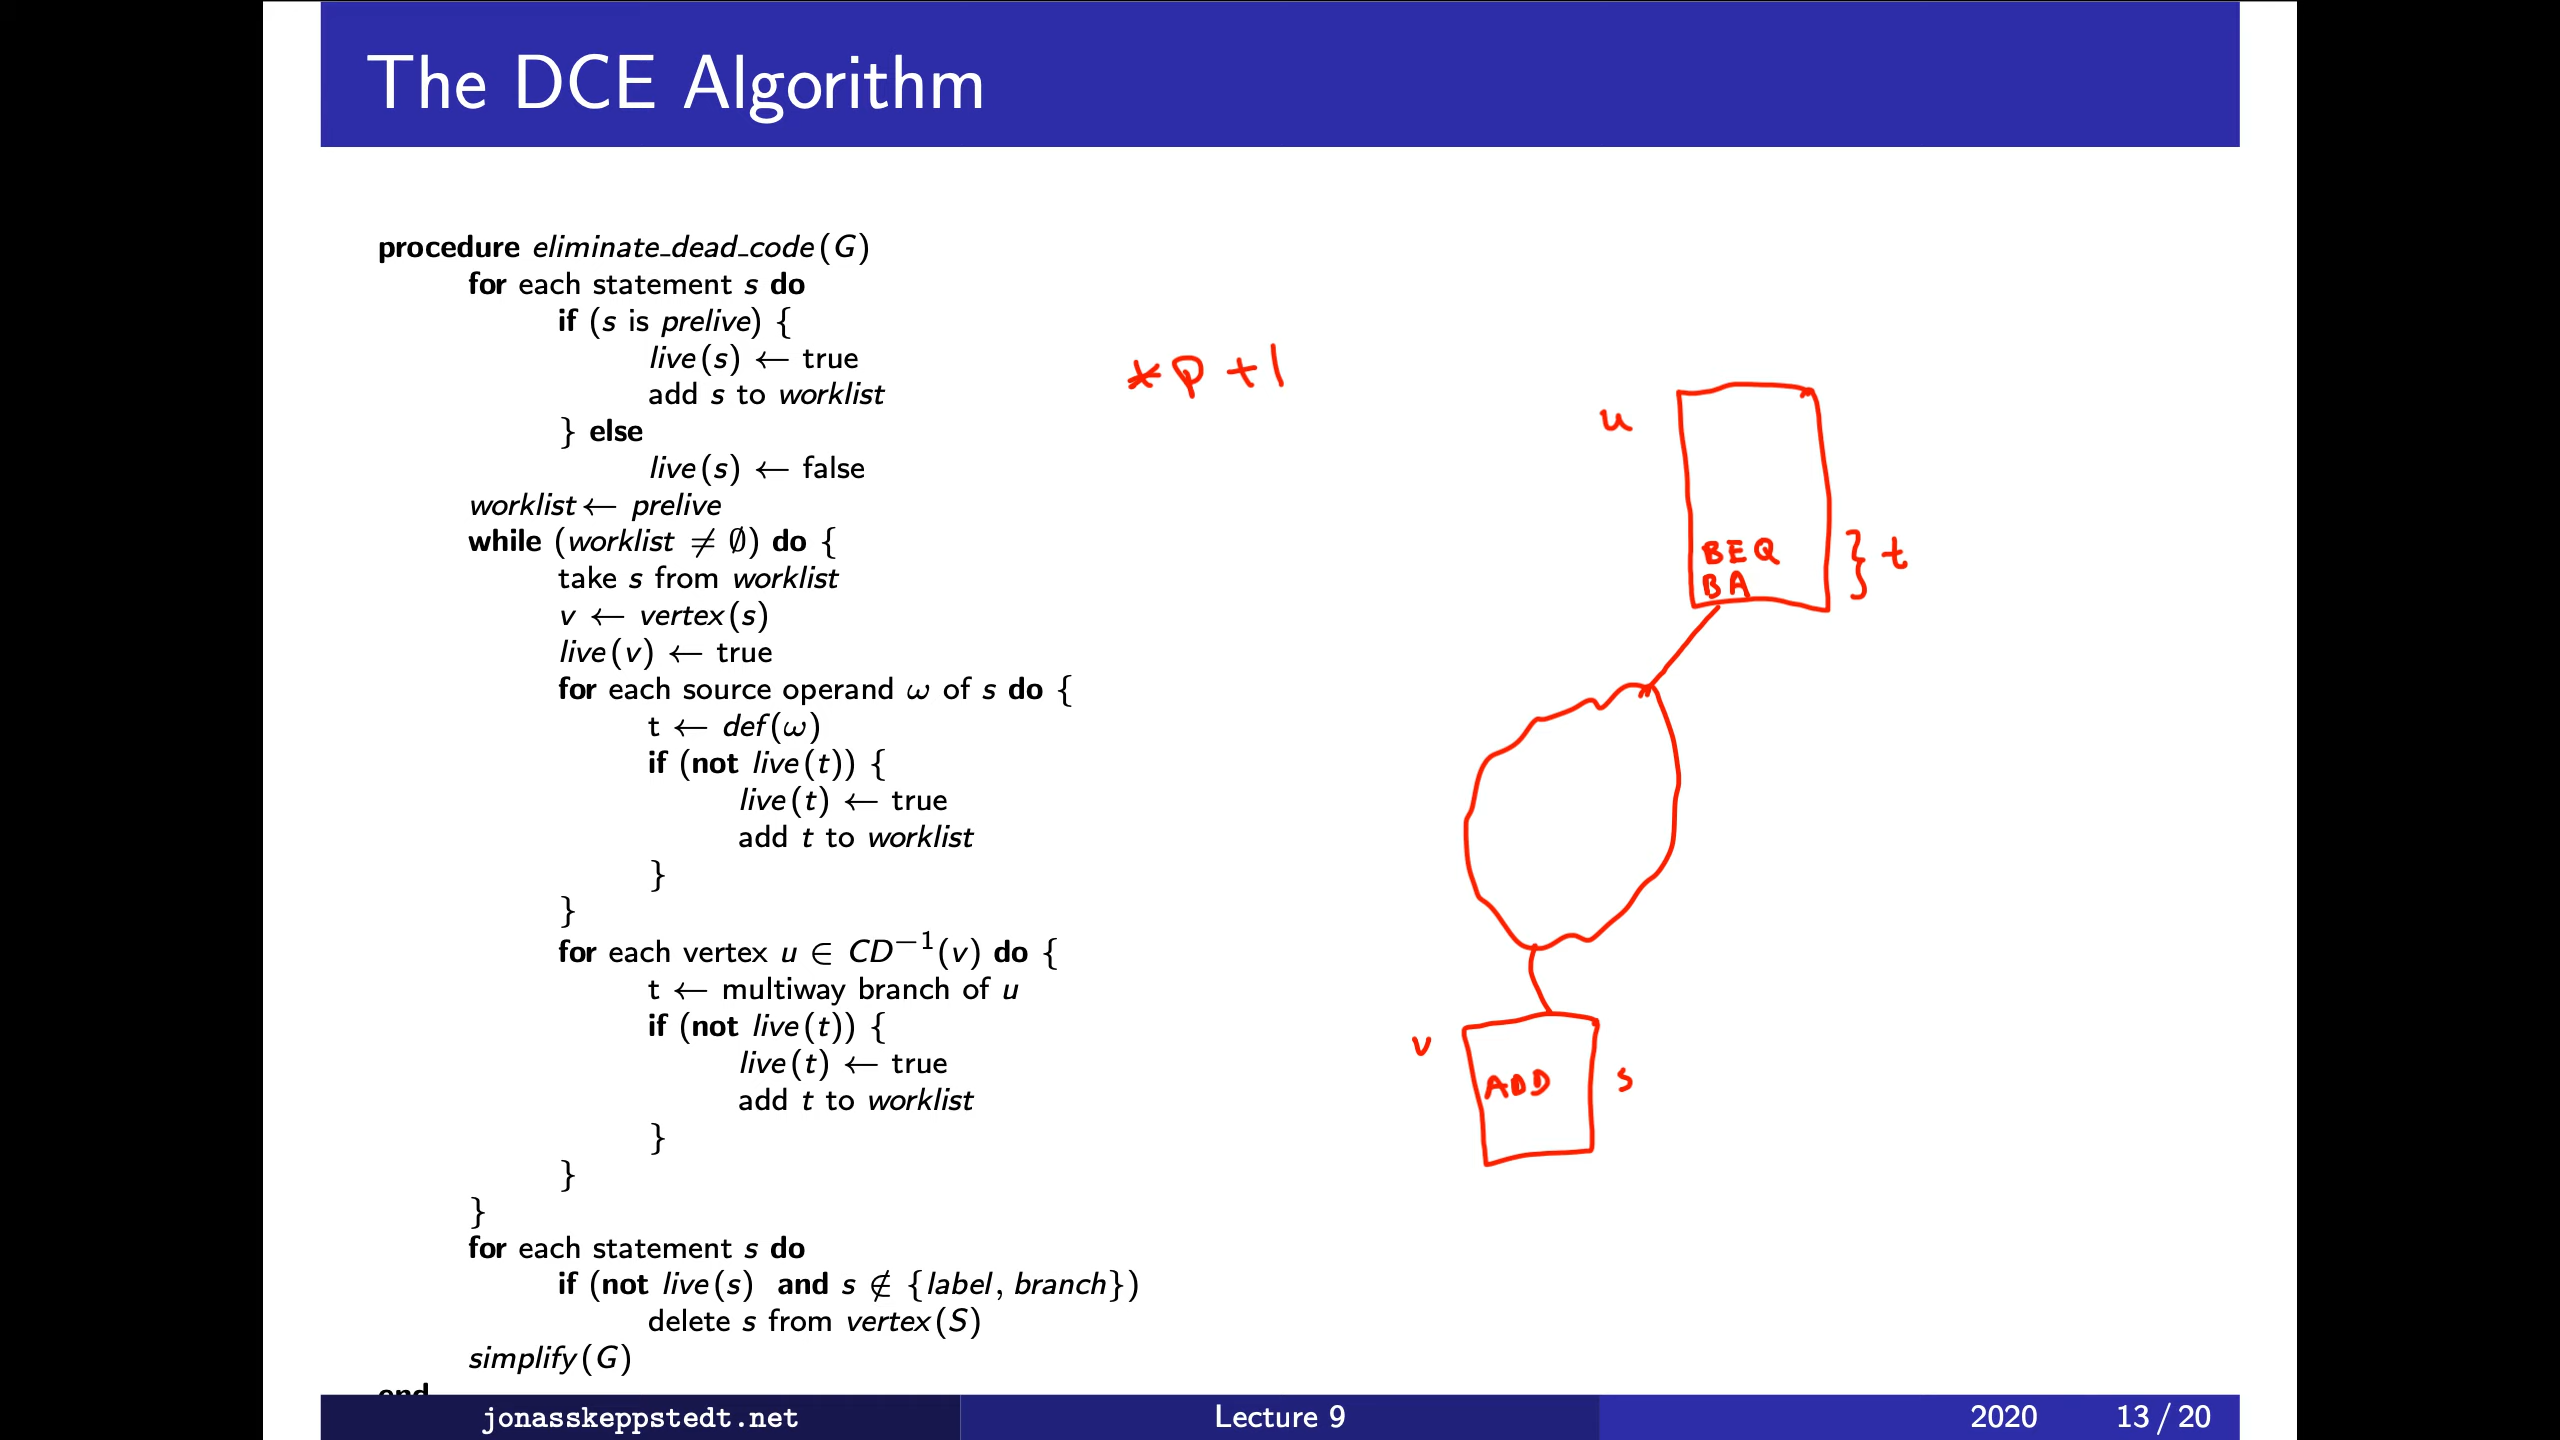 The DCE Algorithm
procedure eliminate_dead_code(G)
for each statement s do
if (s is prelive) {
live(s) ← true
add s to worklist
} else
live(s) ← false
worklist ← prelive
while (worklist ≠ ∅) do {
take s from worklist
v ← vertex(s)
live(v) ← true
for each source operand ω of s do {
t ← def(ω)
if (not live(t)) {
live(t) ← true
add t to worklist
}
}
for each vertex u ∈ CD⁻¹(v) do {
t ← multiway branch of u
if (not live(t)) {
live(t) ← true
add t to worklist
}
}
}
for each statement s do
if (not live(s) and s ∉ {label, branch})
delete s from vertex(S)
simplify(G)
end
*p+1
u
BEQ
BA
} t
v
ADD
s
jonasskeppstedt.net
Lecture 9
2020
13 / 20